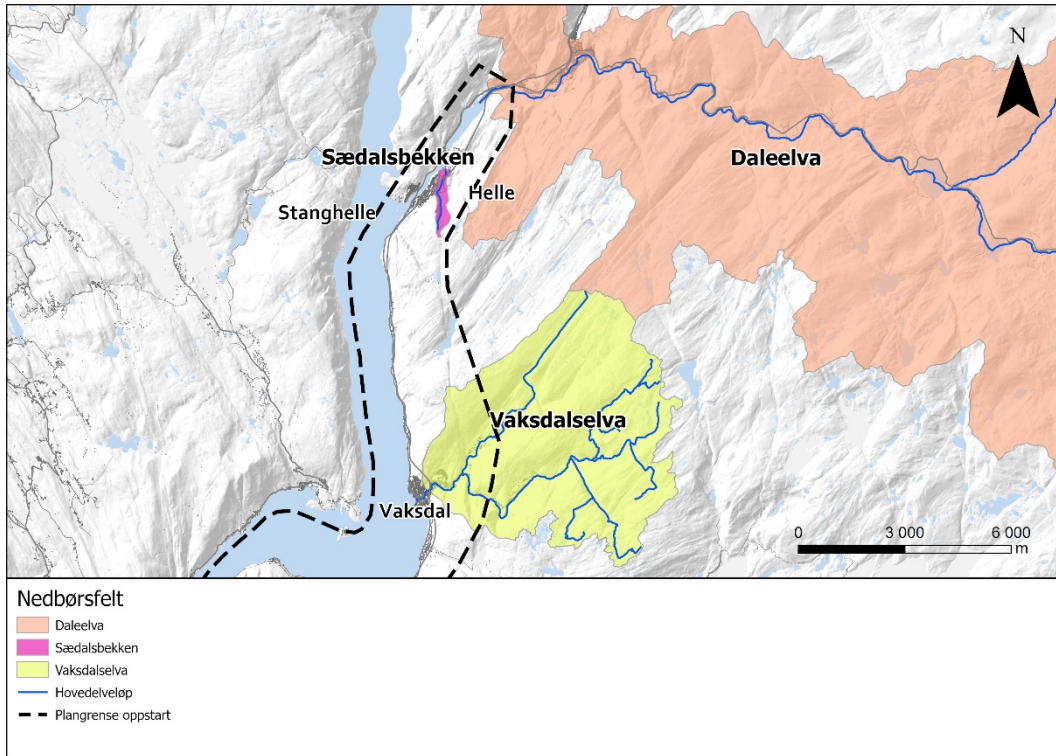 N
Sædalsbekken
Daleelva
Helle
Stanghelle
Vaksdalselva
Vaksdal
0 3 000 6 000
m
Nedbørsfelt
Daleelva
Sædalsbekken
Vaksdalselva
Hovedelveløp
Plangrense oppstart